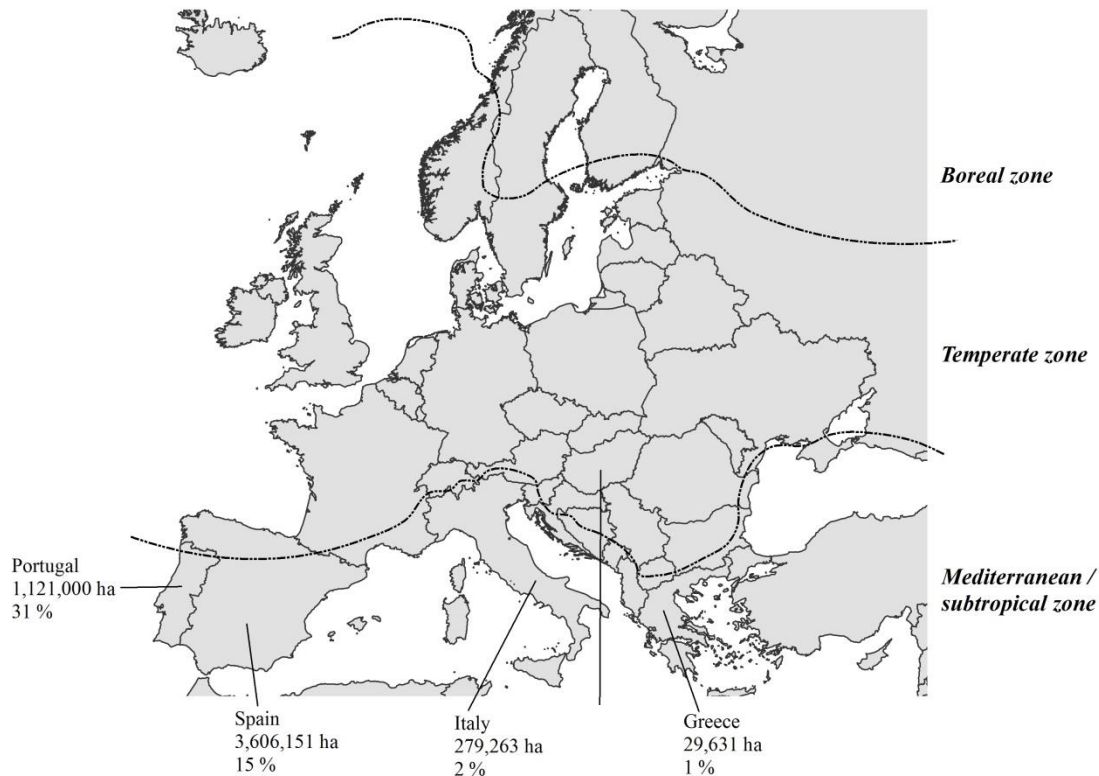 Boreal zone
Temperate zone
Portugal
1,121,000 ha
31 %
Mediterranean /
subtropical zone
Spain
3,606,151 ha
15 %
Italy
279,263 ha
2 %
Greece
29,631 ha
1 %